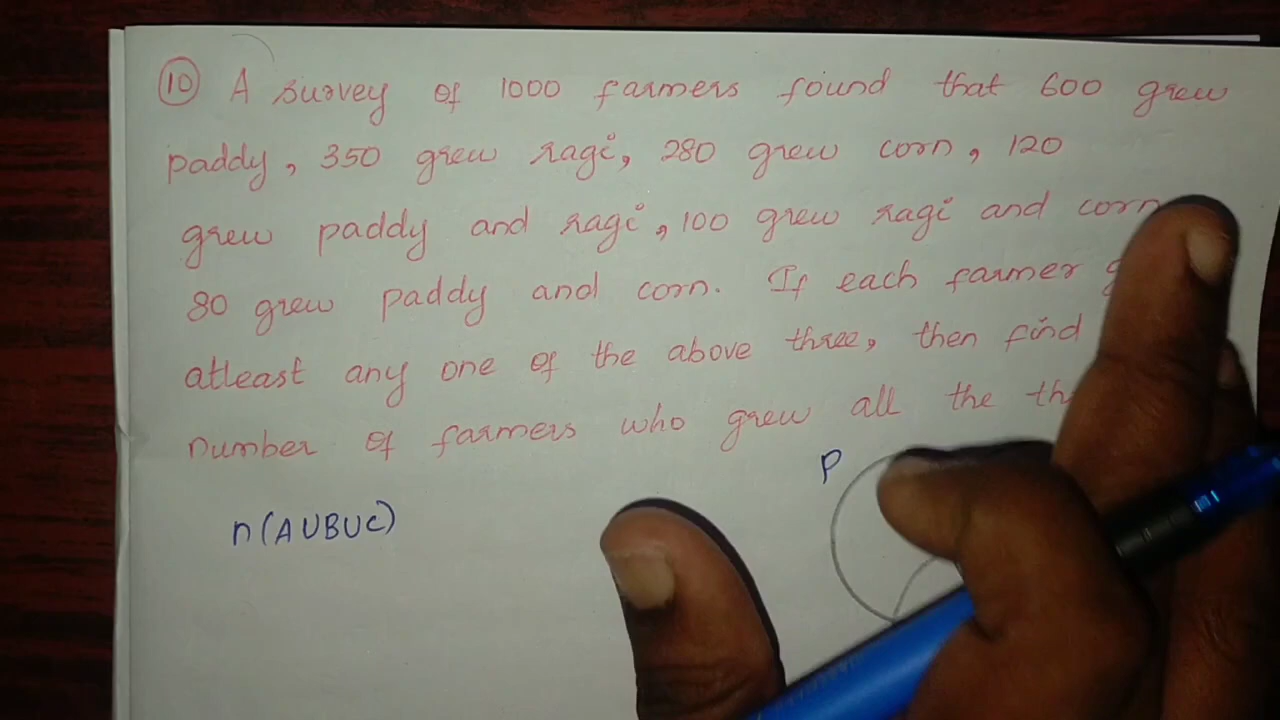 10 A survey of 1000 farmers found that 600 grew
paddy, 350 grew ragi, 280 grew corn, 120
grew paddy and ragi, 100 grew ragi and corn
80 grew paddy and corn. If each farmer
atleast any one of the above three, then find
number of farmers who grew all the
P
n(AUBUC)